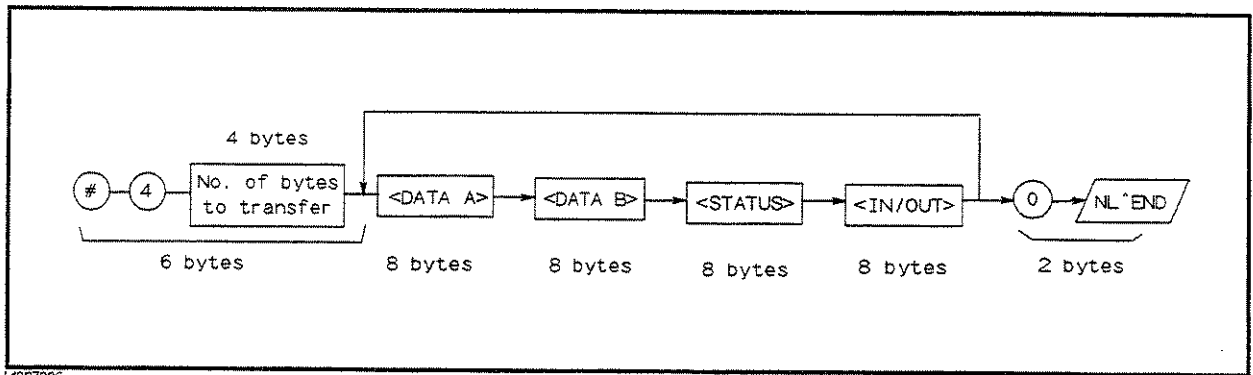 4 bytes
# 4 No. of bytes
to transfer
<DATA A> <DATA B> <STATUS> <IN/OUT> 0 NL^END
6 bytes 8 bytes 8 bytes 8 bytes 8 bytes 2 bytes